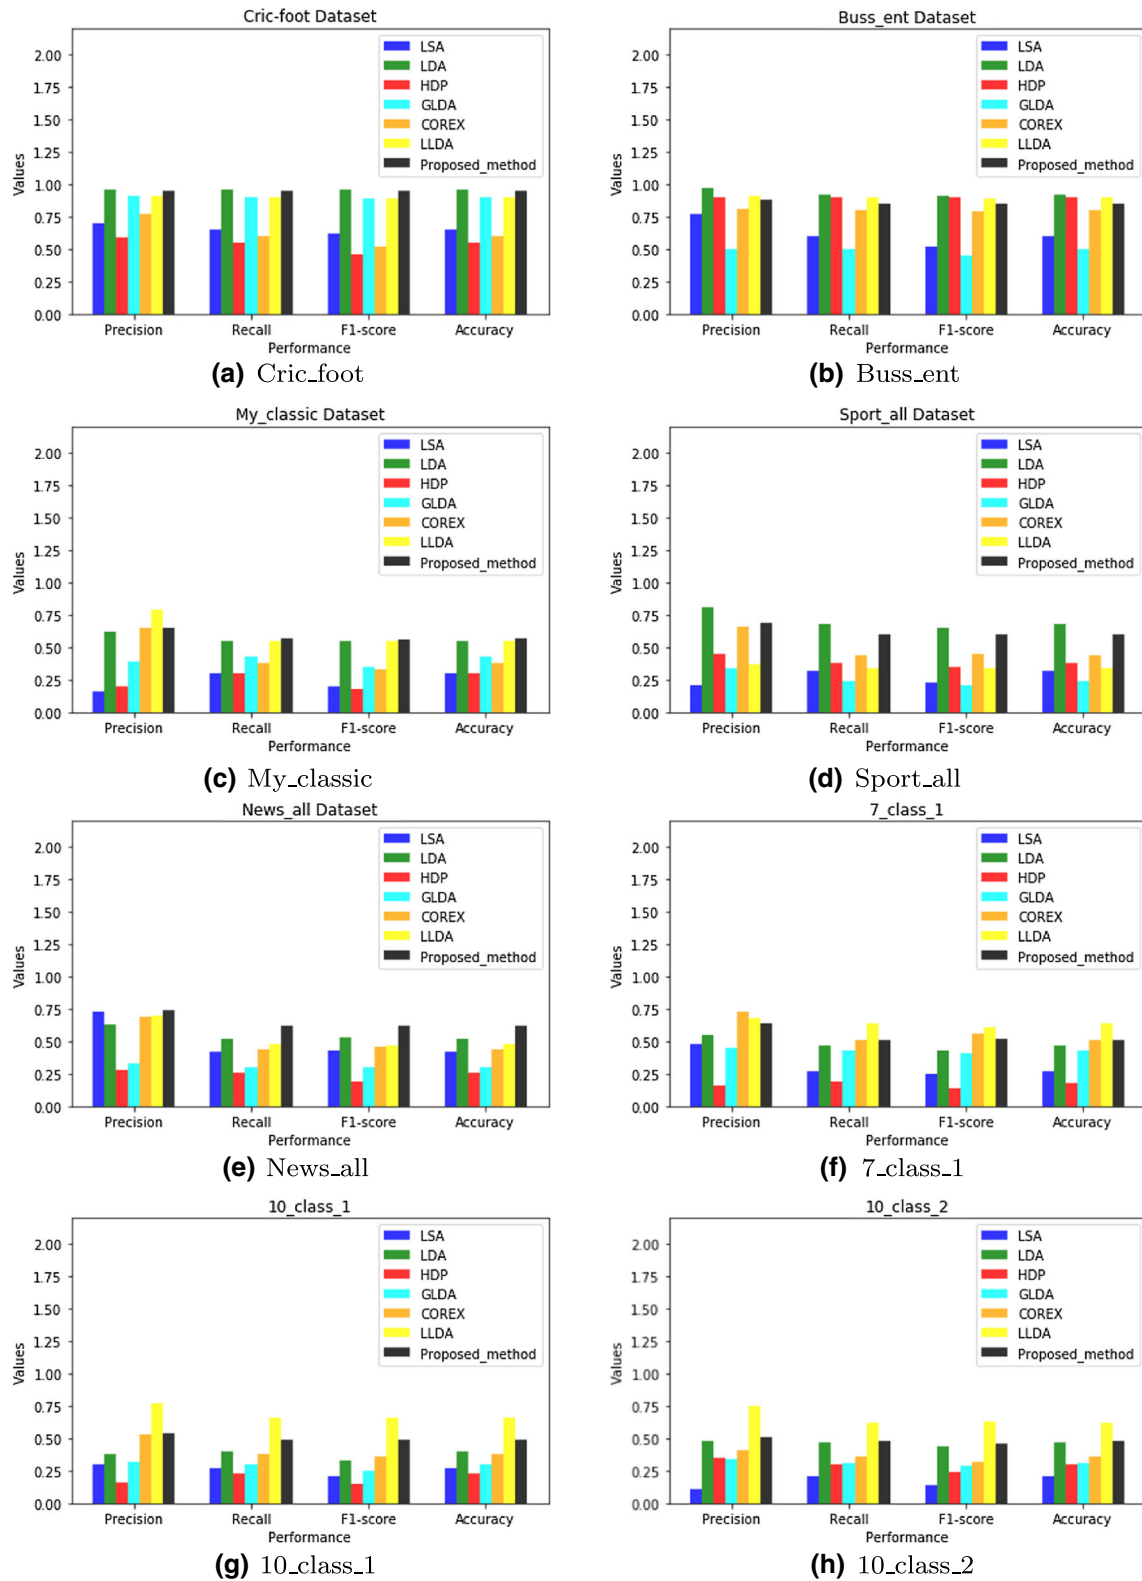 Cric-foot Dataset
2.00
1.75
1.50
1.25
1.00
0.75
0.50
0.25
0.00
Values
LSA
LDA
HDP
GLDA
COREX
LLDA
Proposed_method
Precision Recall F1-score Accuracy
Performance
(a) Cric_foot
Buss_ent Dataset
2.00
1.75
1.50
1.25
1.00
0.75
0.50
0.25
0.00
Values
LSA
LDA
HDP
GLDA
COREX
LLDA
Proposed_method
Precision Recall F1-score Accuracy
Performance
(b) Buss_ent
My_classic Dataset
2.00
1.75
1.50
1.25
1.00
0.75
0.50
0.25
0.00
Values
LSA
LDA
HDP
GLDA
COREX
LLDA
Proposed_method
Precision Recall F1-score Accuracy
Performance
(c) My_classic
Sport_all Dataset
2.00
1.75
1.50
1.25
1.00
0.75
0.50
0.25
0.00
Values
LSA
LDA
HDP
GLDA
COREX
LLDA
Proposed_method
Precision Recall F1-score Accuracy
Performance
(d) Sport_all
News_all Dataset
2.00
1.75
1.50
1.25
1.00
0.75
0.50
0.25
0.00
Values
LSA
LDA
HDP
GLDA
COREX
LLDA
Proposed_method
Precision Recall F1-score Accuracy
Performance
(e) News_all
7_class_1
2.00
1.75
1.50
1.25
1.00
0.75
0.50
0.25
0.00
Values
LSA
LDA
HDP
GLDA
COREX
LLDA
Proposed_method
Precision Recall F1-score Accuracy
Performance
(f) 7_class_1
10_class_1
2.00
1.75
1.50
1.25
1.00
0.75
0.50
0.25
0.00
Values
LSA
LDA
HDP
GLDA
COREX
LLDA
Proposed_method
Precision Recall F1-score Accuracy
Performance
(g) 10_class_1
10_class_2
2.00
1.75
1.50
1.25
1.00
0.75
0.50
0.25
0.00
Values
LSA
LDA
HDP
GLDA
COREX
LLDA
Proposed_method
Precision Recall F1-score Accuracy
Performance
(h) 10_class_2